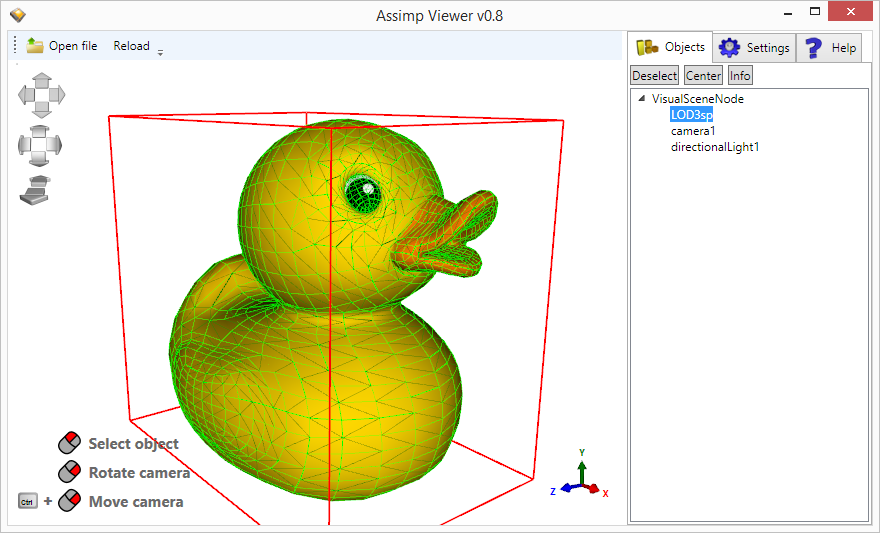 Assimp Viewer v0.8
Open file Reload
Objects Settings Help
Deselect Center Info
VisualSceneNode
LOD3sp
camera1
directionalLight1
Select object
Rotate camera
Ctrl + Move camera
Y
Z X